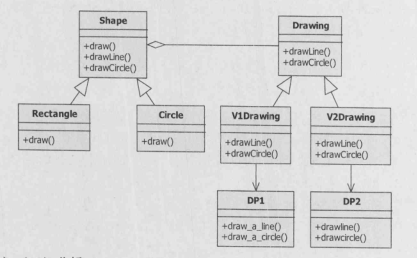 Shape
+draw()
+drawLine()
+drawCircle()
Drawing
+drawLine()
+drawCircle()
Rectangle
+draw()
Circle
+draw()
V1Drawing
+drawLine()
+drawCircle()
V2Drawing
+drawLine()
+drawCircle()
DP1
+draw_a_line()
+draw_a_circle()
DP2
+drawline()
+drawcircle()